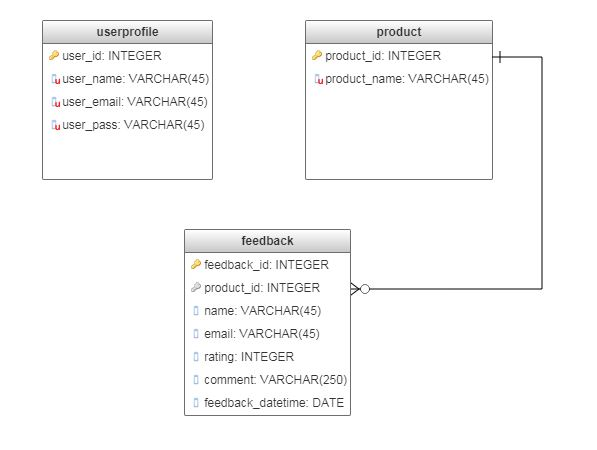 userprofile
user_id: INTEGER
user_name: VARCHAR(45)
user_email: VARCHAR(45)
user_pass: VARCHAR(45)
product
product_id: INTEGER
product_name: VARCHAR(45)
feedback
feedback_id: INTEGER
product_id: INTEGER
name: VARCHAR(45)
email: VARCHAR(45)
rating: INTEGER
comment: VARCHAR(250)
feedback_datetime: DATE